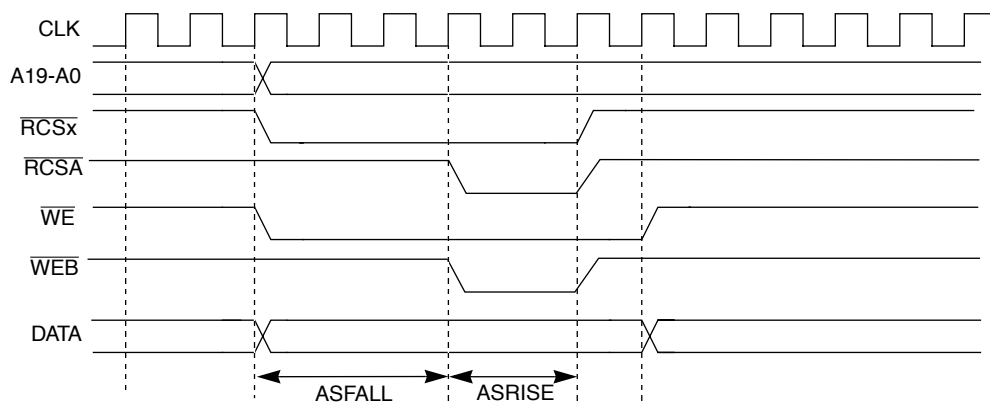 CLK
A19-A0
RCSx
RCSA
WE
WEB
DATA
ASFALL
ASRISE